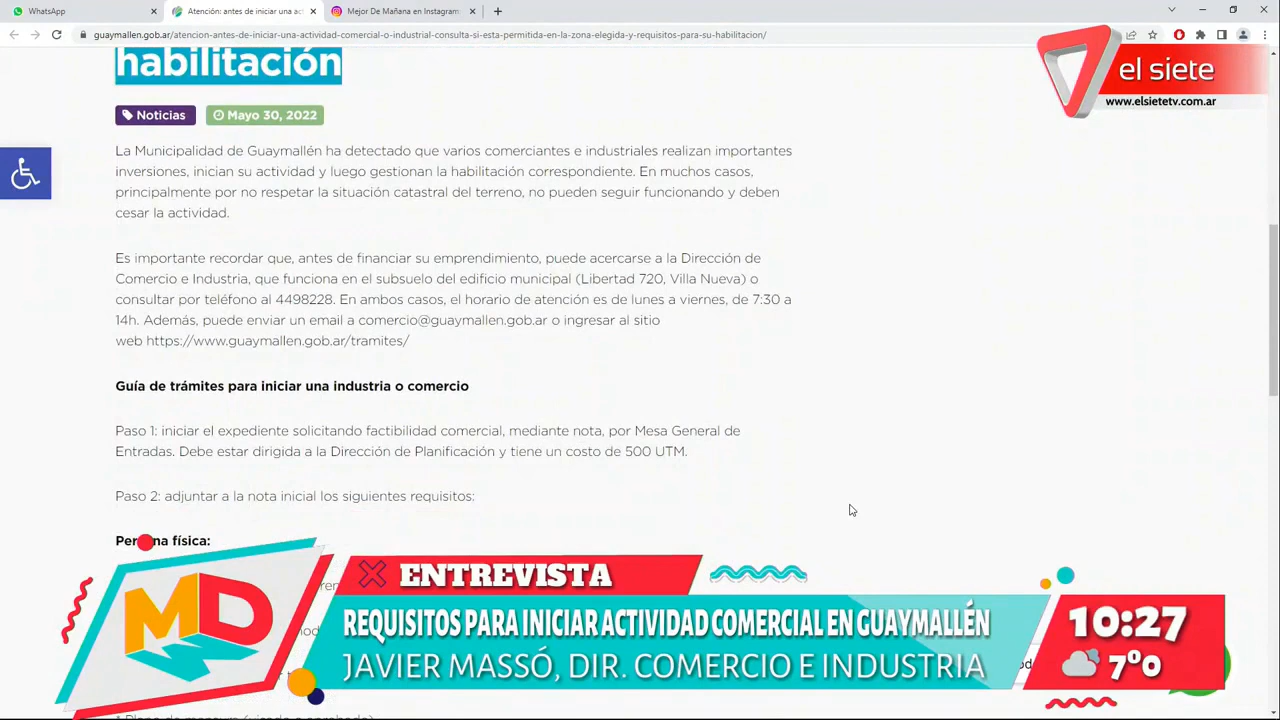 WhatsApp
Atención: antes de iniciar una act
Mejor De Mañana en Instagram:
guaymallen.gob.ar/atencion-antes-de-iniciar-una-actividad-comercial-o-industrial-consulta-si-esta-permitida-en-la-zona-elegida-y-requisitos-para-su-habilitacion/
el siete
www.elsietetv.com.ar
habilitación
Noticias
Mayo 30, 2022
La Municipalidad de Guaymallén ha detectado que varios comerciantes e industriales realizan importantes
inversiones, inician su actividad y luego gestionan la habilitación correspondiente. En muchos casos,
principalmente por no respetar la situación catastral del terreno, no pueden seguir funcionando y deben
cesar la actividad.
Es importante recordar que, antes de financiar su emprendimiento, puede acercarse a la Dirección de
Comercio e Industria, que funciona en el subsuelo del edificio municipal (Libertad 720, Villa Nueva) o
consultar por teléfono al 4498228. En ambos casos, el horario de atención es de lunes a viernes, de 7:30 a
14h. Además, puede enviar un email a comercio@guaymallen.gob.ar o ingresar al sitio
web https://www.guaymallen.gob.ar/tramites/
Guía de trámites para iniciar una industria o comercio
Paso 1: iniciar el expediente solicitando factibilidad comercial, mediante nota, por Mesa General de
Entradas. Debe estar dirigida a la Dirección de Planificación y tiene un costo de 500 UTM.
Paso 2: adjuntar a la nota inicial los siguientes requisitos:
física:
MD
ENTREVISTA
REQUISITOS PARA INICIAR ACTIVIDAD COMERCIAL EN GUAYMALLÉN
JAVIER MASSÓ, DIR. COMERCIO E INDUSTRIA
10:27
7º0